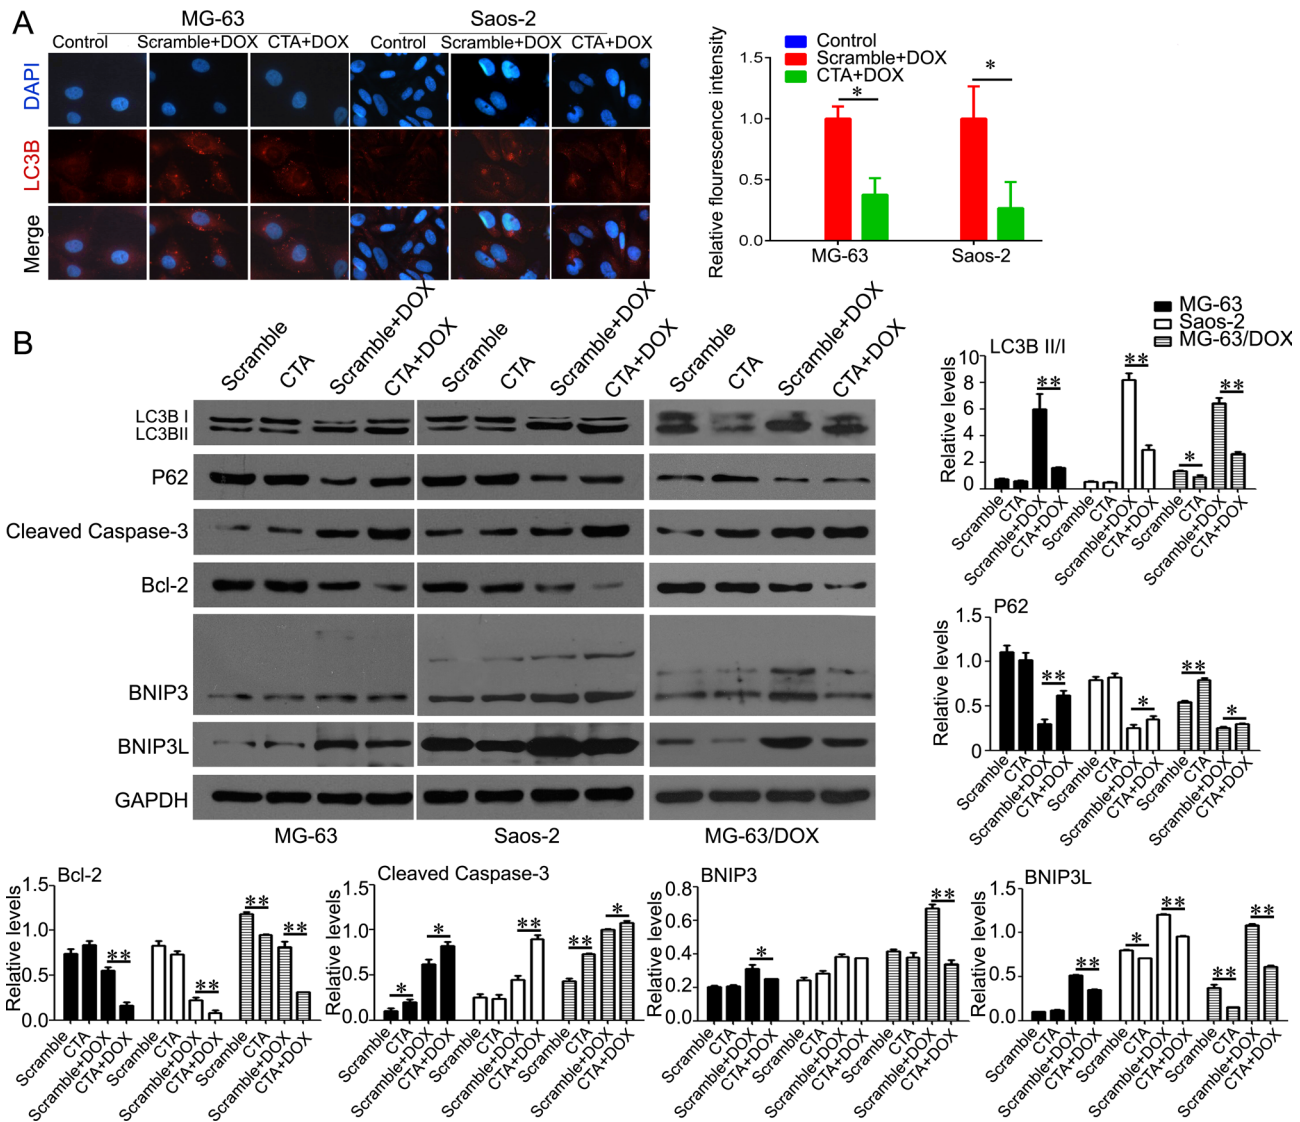 A
MG-63
Saos-2
Control
Scramble+DOX
CTA+DOX
Control
Scramble+DOX
CTA+DOX
DAPI
LC3B
Merge
Control
Scramble+DOX
CTA+DOX
Relative flourescence intensity
1.5
1.0
0.5
0.0
*
*
MG-63
Saos-2
B
Scramble
CTA
Scramble+DOX
CTA+DOX
Scramble
CTA
Scramble+DOX
CTA+DOX
Scramble
CTA
Scramble+DOX
CTA+DOX
LC3B I
LC3BII
P62
Cleaved Caspase-3
Bcl-2
BNIP3
BNIP3L
GAPDH
MG-63
Saos-2
MG-63/DOX
MG-63
Saos-2
MG-63/DOX
LC3B II/I
Relative levels
10
8
6
4
2
0
**
**
*
**
Scramble
CTA
Scramble+DOX
CTA+DOX
Scramble
CTA
Scramble+DOX
CTA+DOX
Scramble
CTA
Scramble+DOX
CTA+DOX
P62
Relative levels
1.5
1.0
0.5
0.0
**
*
**
*
Scramble
CTA
Scramble+DOX
CTA+DOX
Scramble
CTA
Scramble+DOX
CTA+DOX
Scramble
CTA
Scramble+DOX
CTA+DOX
Bcl-2
Relative levels
1.5
1.0
0.5
0.0
**
**
**
**
Scramble
CTA
Scramble+DOX
CTA+DOX
Scramble
CTA
Scramble+DOX
CTA+DOX
Scramble
CTA
Scramble+DOX
CTA+DOX
Cleaved Caspase-3
Relative levels
1.5
1.0
0.5
0.0
*
*
**
**
*
Scramble
CTA
Scramble+DOX
CTA+DOX
Scramble
CTA
Scramble+DOX
CTA+DOX
Scramble
CTA
Scramble+DOX
CTA+DOX
BNIP3
Relative levels
0.8
0.6
0.4
0.2
0.0
*
**
Scramble
CTA
Scramble+DOX
CTA+DOX
Scramble
CTA
Scramble+DOX
CTA+DOX
Scramble
CTA
Scramble+DOX
CTA+DOX
BNIP3L
Relative levels
1.5
1.0
0.5
0.0
**
*
**
**
**
Scramble
CTA
Scramble+DOX
CTA+DOX
Scramble
CTA
Scramble+DOX
CTA+DOX
Scramble
CTA
Scramble+DOX
CTA+DOX